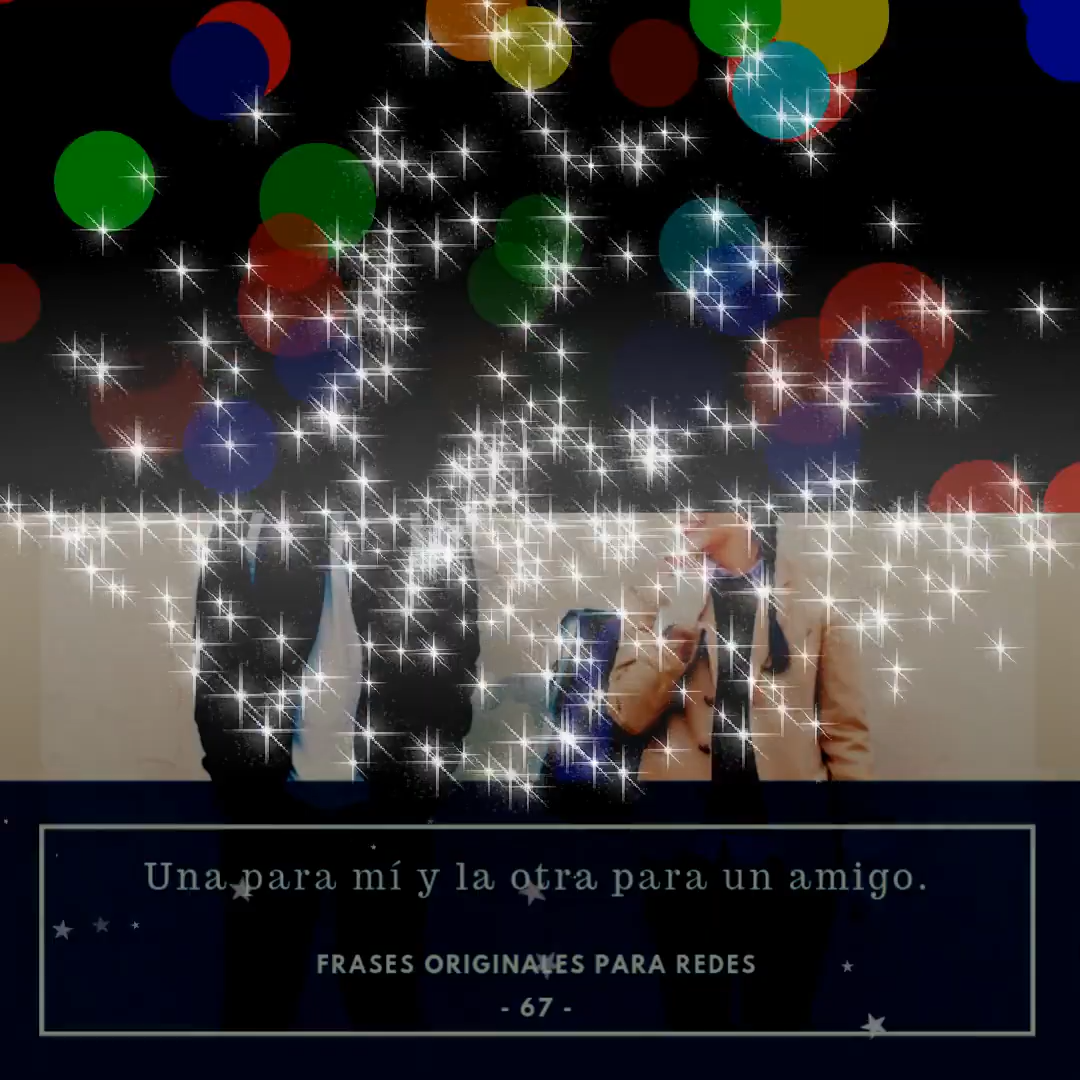 Una para mí y la otra para un amigo.
FRASES ORIGINALES PARA REDES
- 67 -